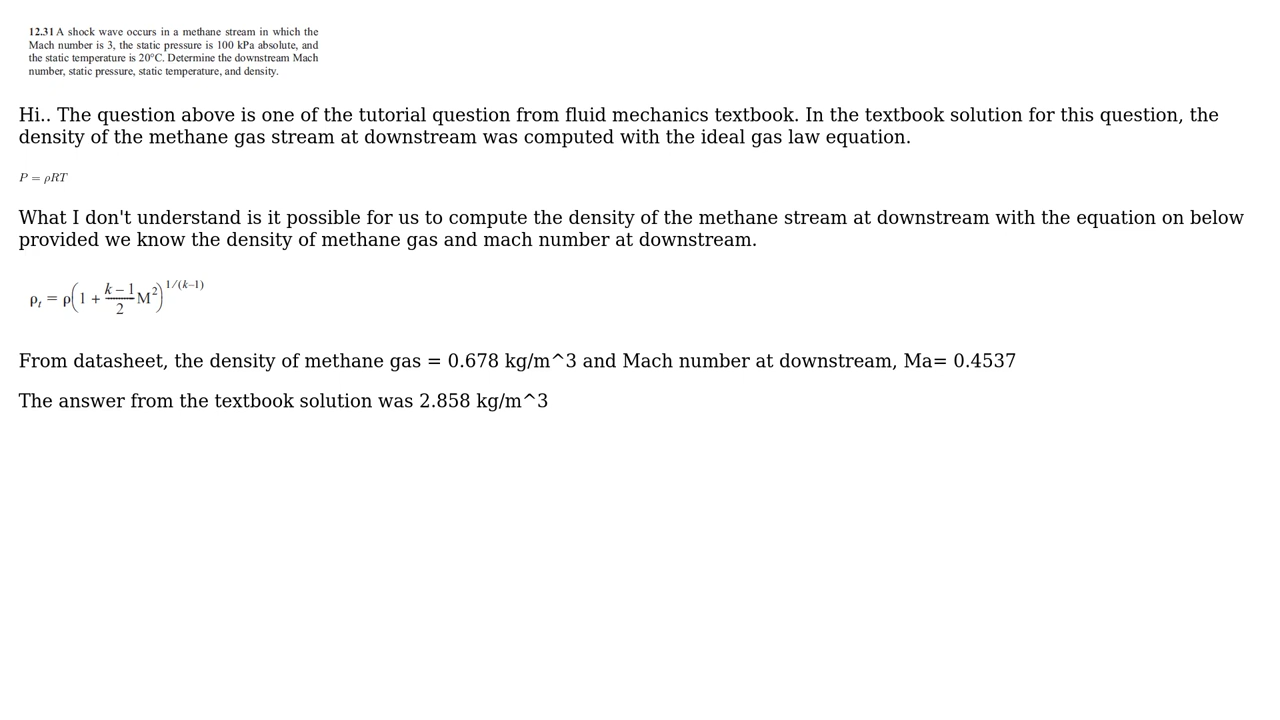 12.31 A shock wave occurs in a methane stream in which the
Mach number is 3, the static pressure is 100 kPa absolute, and
the static temperature is 20°C. Determine the downstream Mach
number, static pressure, static temperature, and density.
Hi.. The question above is one of the tutorial question from fluid mechanics textbook. In the textbook solution for this question, the
density of the methane gas stream at downstream was computed with the ideal gas law equation.
P = ρRT
What I don't understand is it possible for us to compute the density of the methane stream at downstream with the equation on below
provided we know the density of methane gas and mach number at downstream.
ρₜ = ρ(1 + (k – 1)/2 M²)^1/(k–1)
From datasheet, the density of methane gas = 0.678 kg/m^3 and Mach number at downstream, Ma= 0.4537
The answer from the textbook solution was 2.858 kg/m^3